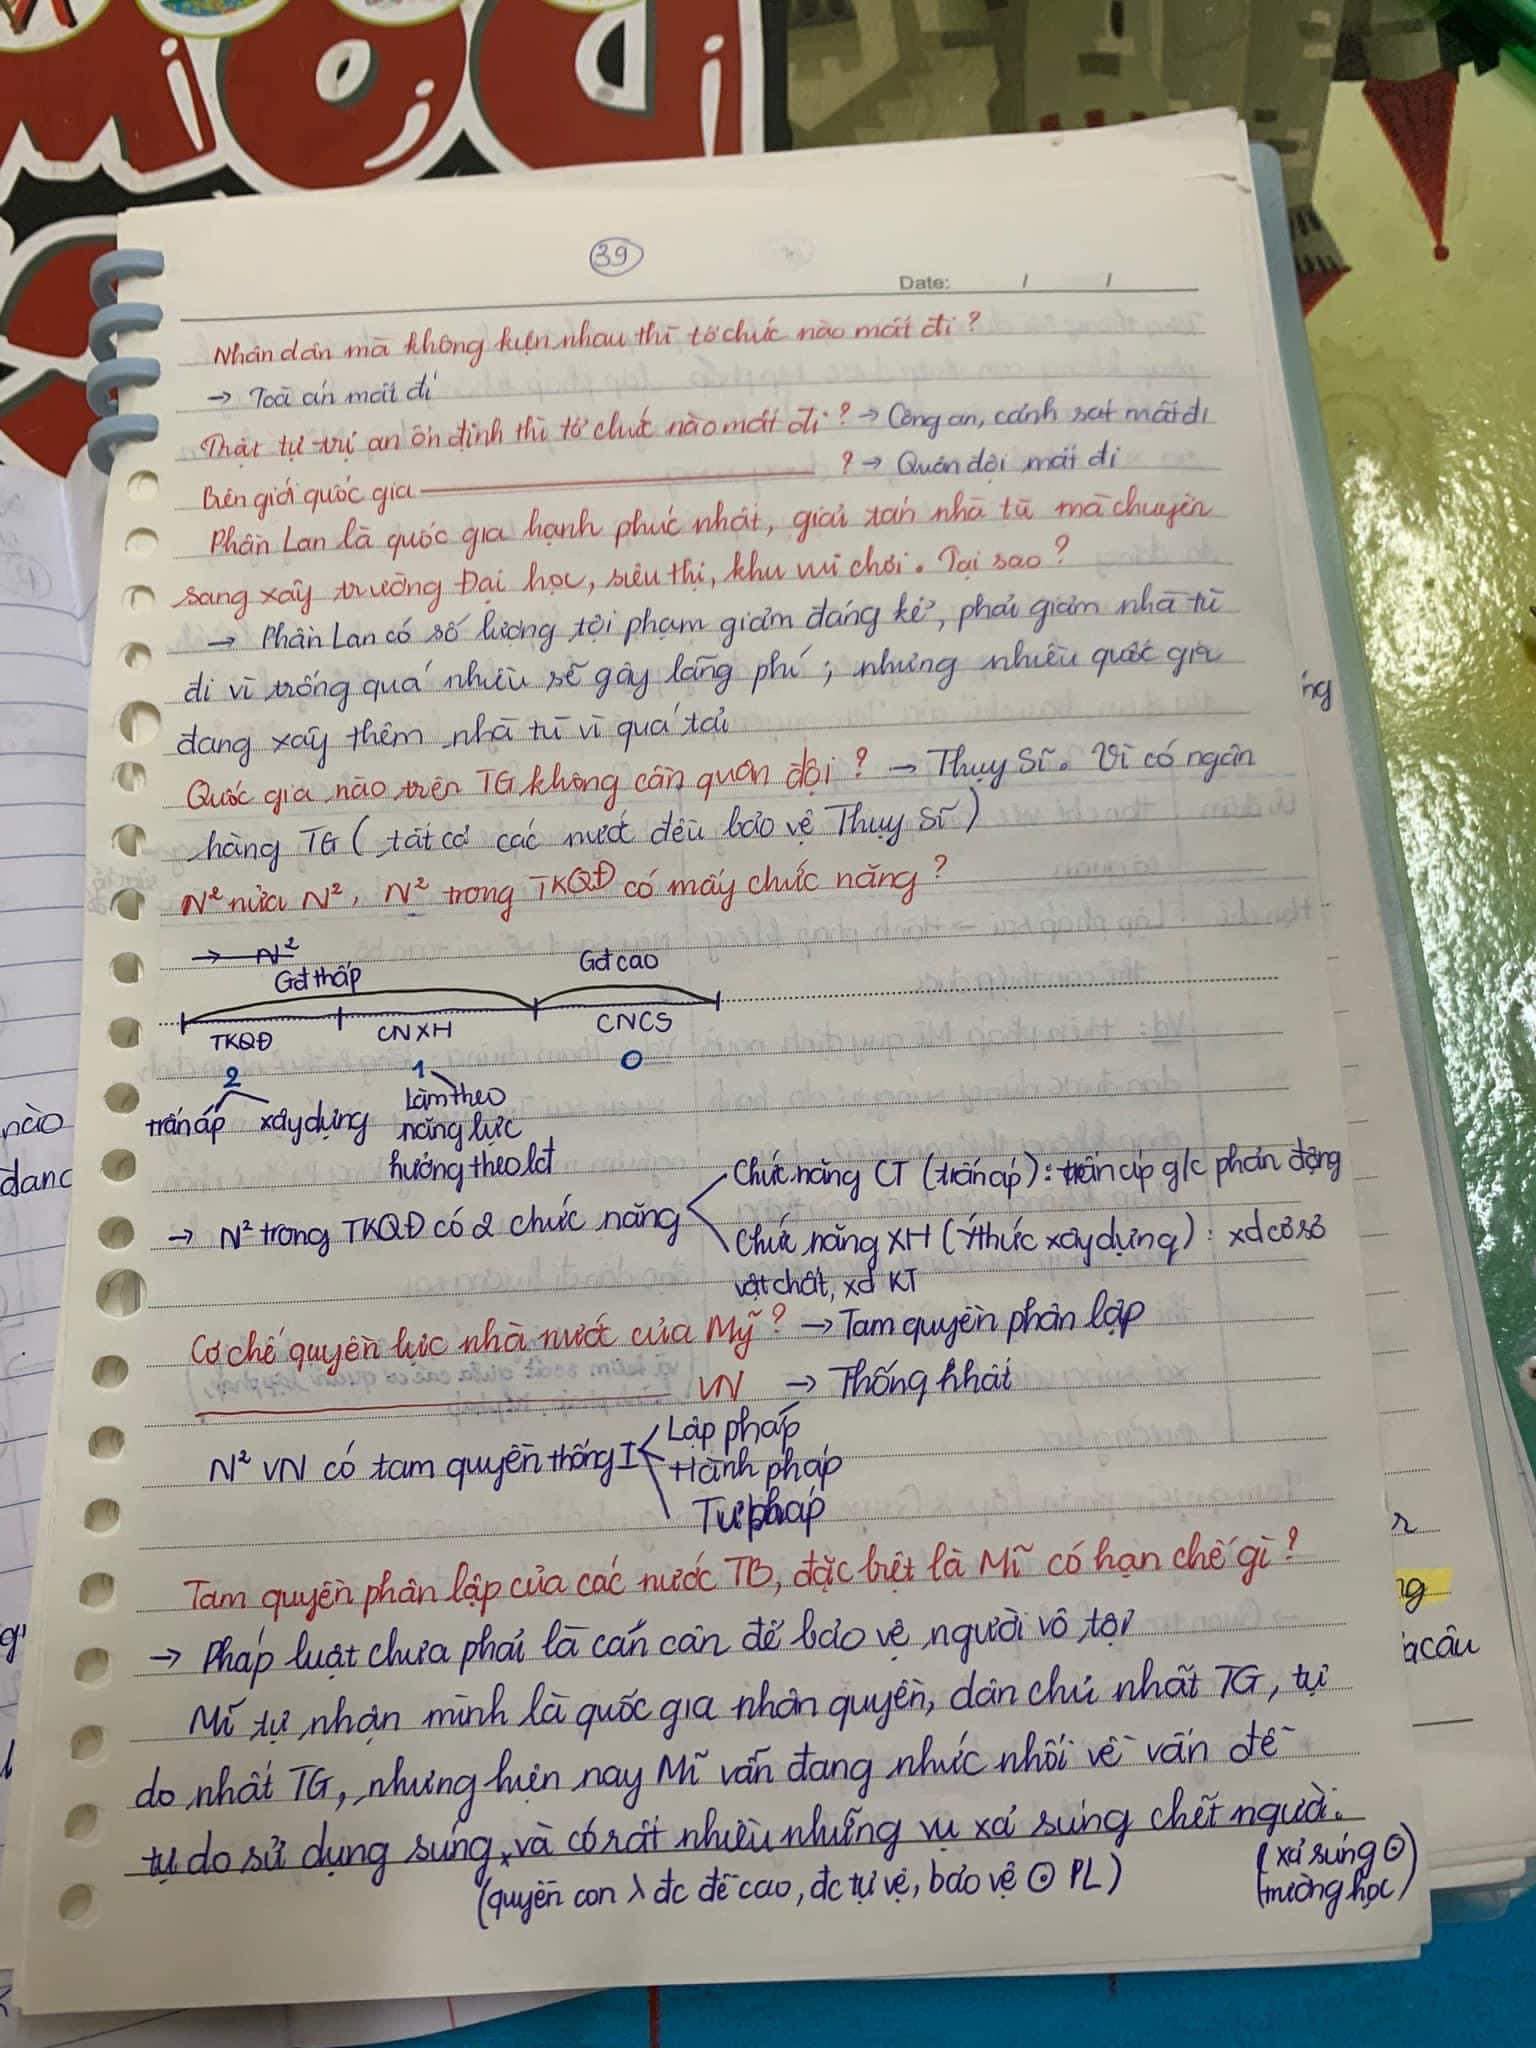 39
Date: / /
Nhân dân mà không kiện nhau thì tổ chức nào mất đi?
→ Toà án mất đi
Trật tự trị an ổn định thì tổ chức nào mất đi? → Công an, cảnh sát mất đi
Biên giới quốc gia ? → Quân đội mất đi
Phần Lan là quốc gia hạnh phúc nhất, giải tán nhà tù mà chuyển
sang xây trường Đại học, siêu thị, khu vui chơi. Tại sao?
→ Phần Lan có số lượng tội phạm giảm đáng kể, phải giảm nhà tù
đi vì trống quá nhiều sẽ gây lãng phí; nhưng nhiều quốc gia
đang xây thêm nhà tù vì quá tải
Quốc gia nào trên TG không cần quân đội? → Thụy Sĩ. Vì có ngân
hàng TG (tất cả các nước đều bảo vệ Thụy Sĩ)
N² nửa N², N² trong TKQĐ có mấy chức năng?
→ N²
Gđ thấp Gđ cao
TKQĐ CNXH CNCS
2 1 0
trấn áp xây dựng Làm theo
năng lực
hưởng theo lđ
Chức năng CT (trấn áp): trấn áp g/c phản động
→ N² trong TKQĐ có 2 chức năng
Chức năng XH (ý thức xây dựng): xd cơ sở
vật chất, xd KT
Cơ chế quyền lực nhà nước của Mỹ? → Tam quyền phân lập
VN → Thống nhất
Lập pháp
N² VN có tam quyền thống I Hành pháp
Tư pháp
Tam quyền phân lập của các nước TB, đặc biệt là Mĩ có hạn chế gì?
→ Pháp luật chưa phải là cán cân để bảo vệ người vô tội
Mĩ tự nhận mình là quốc gia nhân quyền, dân chủ nhất TG, tự
do nhất TG, nhưng hiện nay Mĩ vẫn đang nhức nhối về vấn đề
tự do sử dụng súng, và có rất nhiều những vụ xả súng chết người.
(quyền con λ đc đề cao, đc tự vệ, bảo vệ ⊙ PL)
(xả súng ⊙
trường học)
ng
nào
dang
ng
a câu